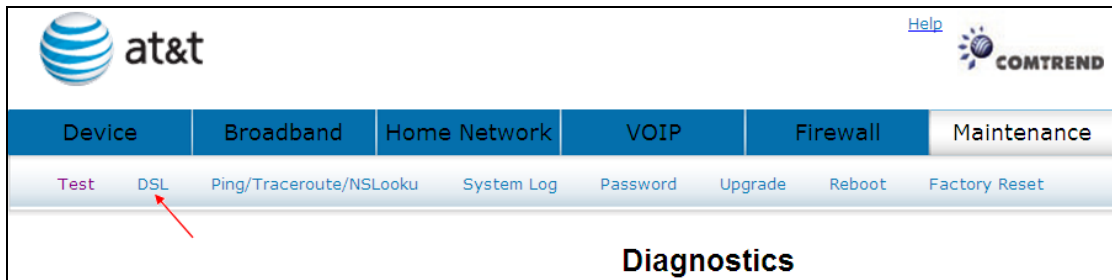 at&t
Help
COMTREND
Device Broadband Home Network VOIP Firewall Maintenance
Test DSL Ping/Traceroute/NSLooku System Log Password Upgrade Reboot Factory Reset
Diagnostics